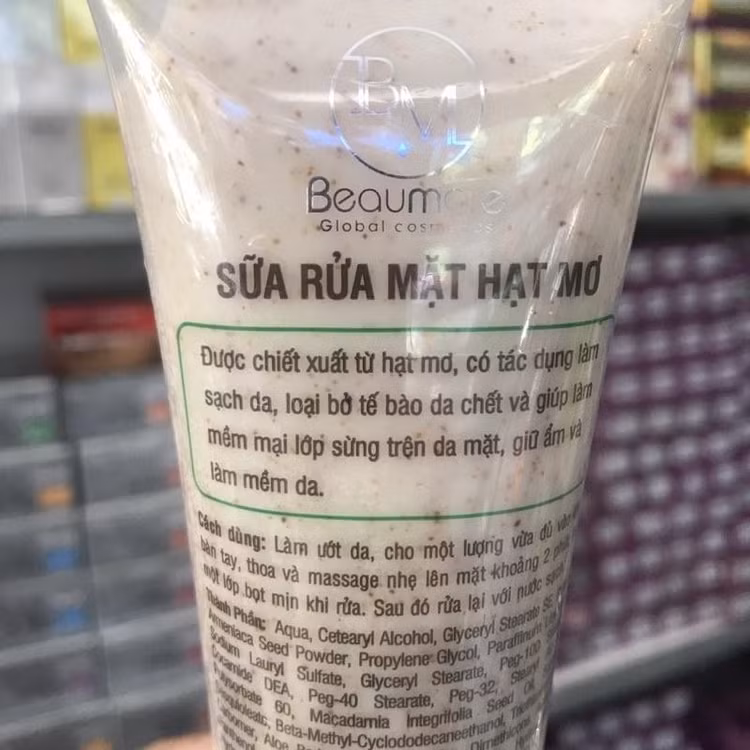 BM
Beaumore
Global cosmetics
SỮA RỬA MẶT HẠT MƠ
Được chiết xuất từ hạt mơ, có tác dụng làm
sạch da, loại bỏ tế bào da chết và giúp làm
mềm mại lớp sừng trên da mặt, giữ ẩm và
làm mềm da.
Cách dùng: Làm ướt da, cho một lượng vừa đủ vào
bàn tay, thoa và massage nhẹ lên mặt khoảng 2
một lớp bọt mịn khi rửa. Sau đó rửa lại với nước
Thành Phần: Aqua, Cetearyl Alcohol, Glyceryl Stearate SE,
Armeniaca Seed Powder, Propylene Glycol, Paraffinum
Sodium Lauryl Sulfate, Glyceryl Stearate, Peg-100
Cocamide DEA, Peg-40 Stearate, Peg-32,
Polysorbate 60, Macadamia Integrifolia Seed Oil,
Beta-Methyl-Cyclododecaneethanol,
Carbomer, Aloe Dimethicone